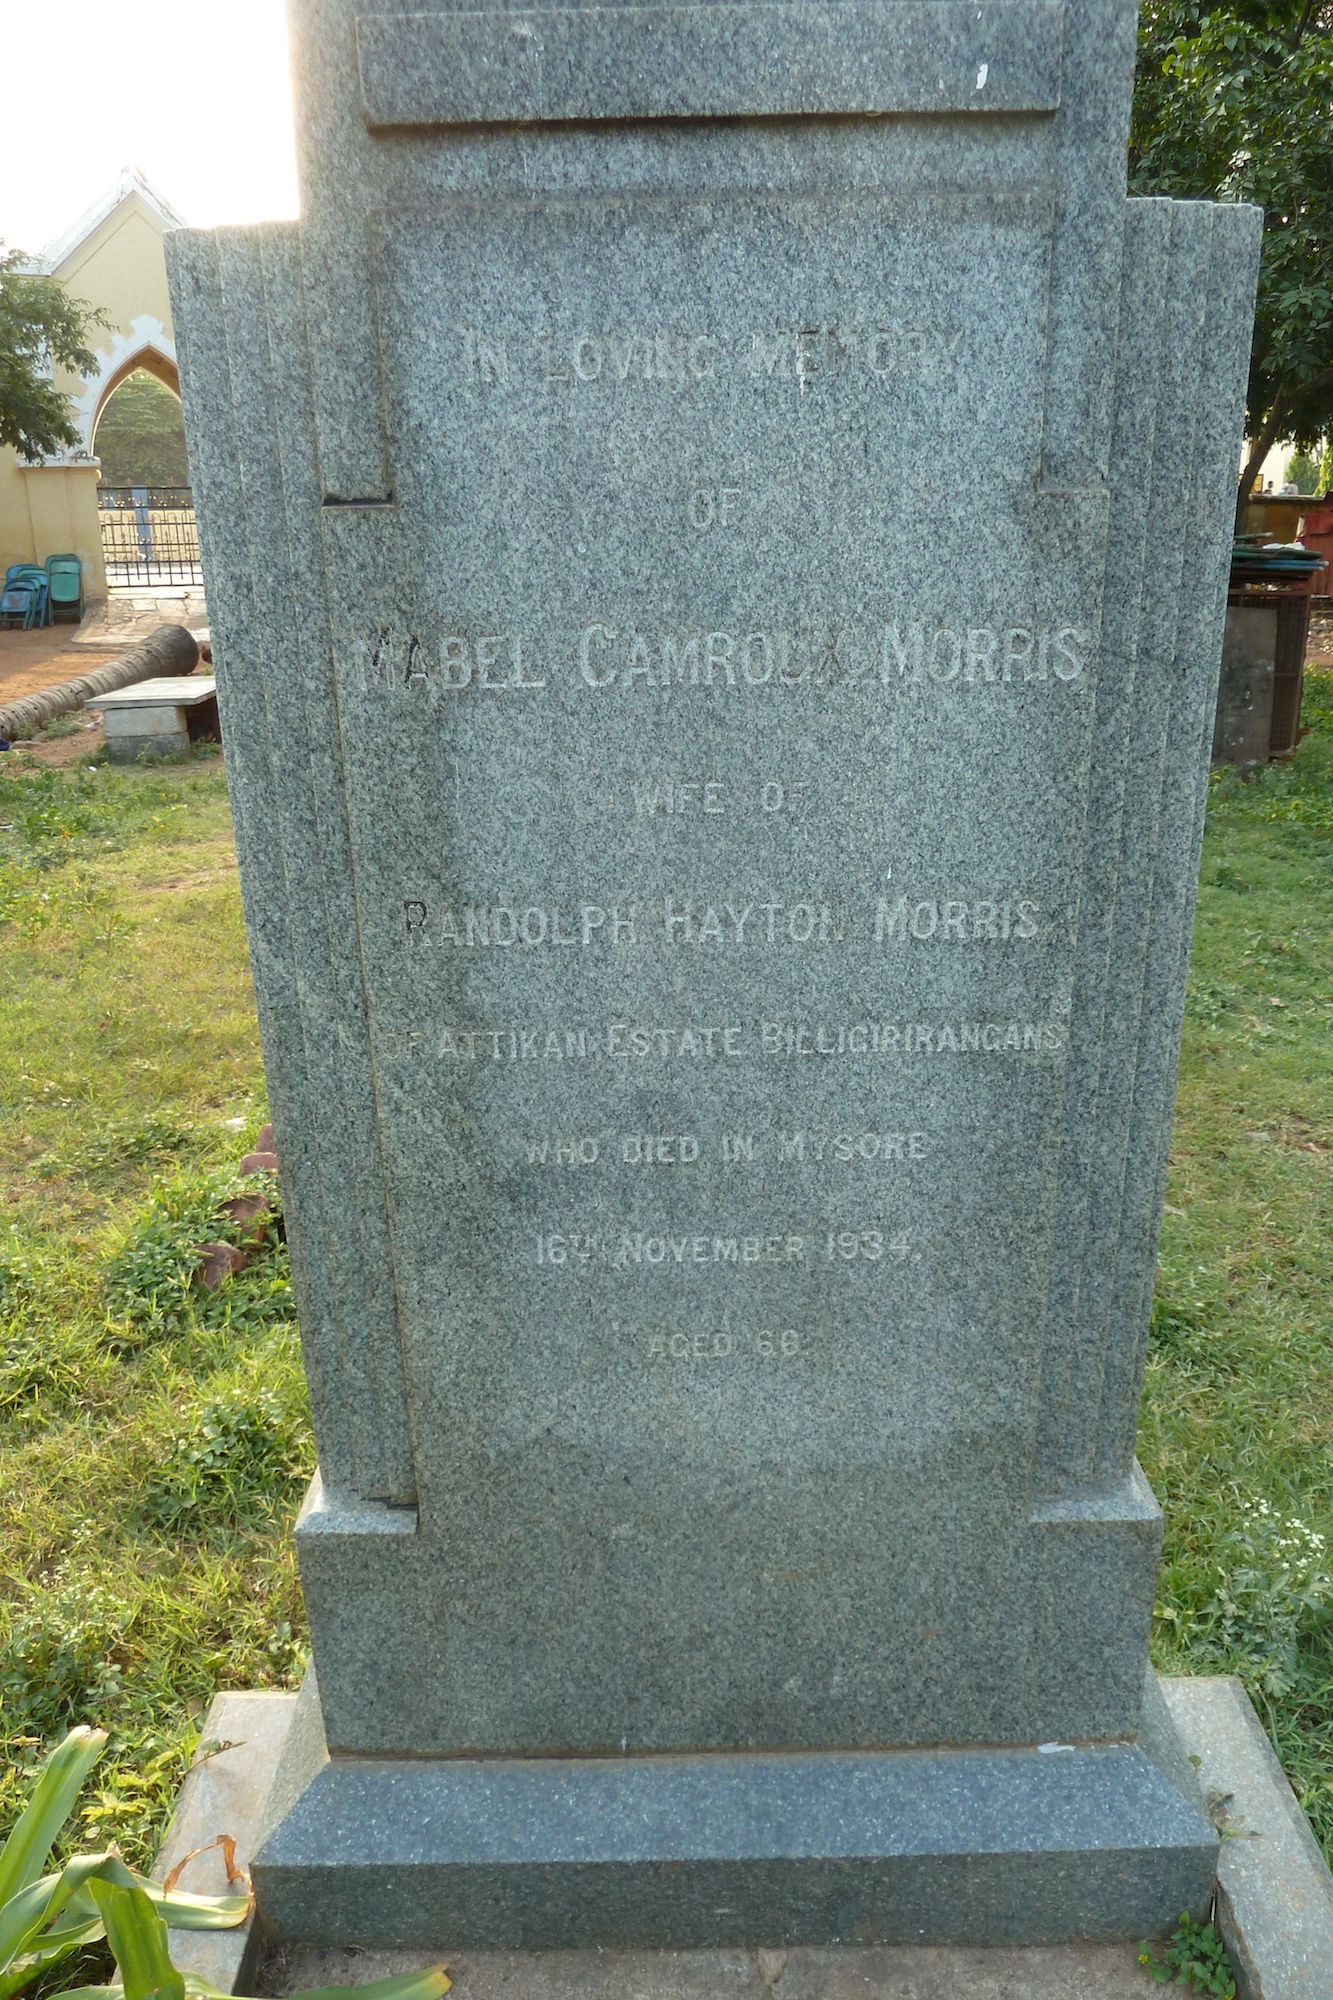 IN LOVING MEMORY
OF
MABEL CAMROUX MORRIS
WIFE OF
RANDOLPH HAYTON MORRIS
OF ATTIKAN ESTATE BILLIGIRIRANGANS
WHO DIED IN MYSORE
16TH NOVEMBER 1934
AGED 66